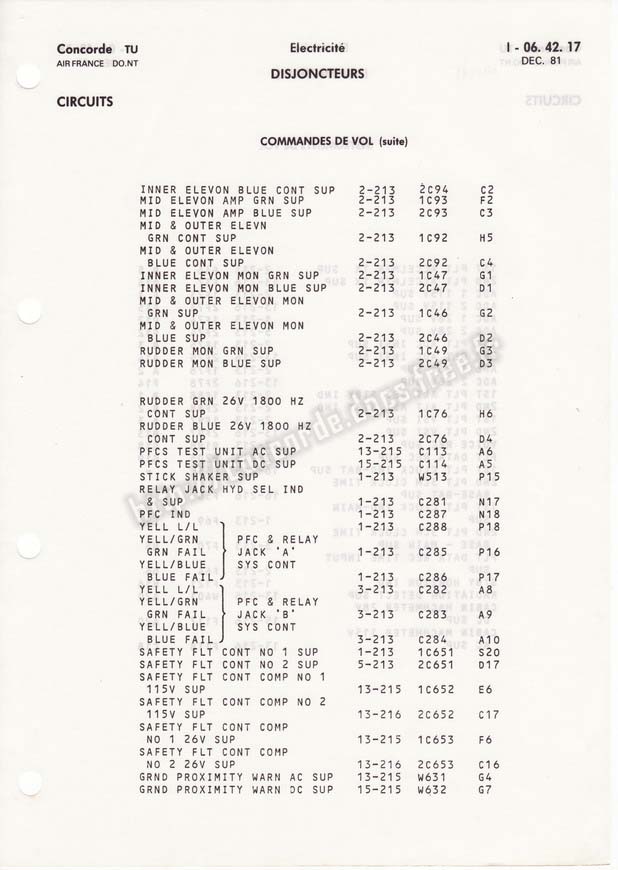 Concorde TU Electricité I - 06. 42. 17
AIR FRANCE DO.NT DEC. 81
DISJONCTEURS
CIRCUITS
COMMANDES DE VOL (suite)
INNER ELEVON BLUE CONT SUP 2-213 2C94 C2
MID ELEVON AMP GRN SUP 2-213 1C93 F2
MID ELEVON AMP BLUE SUP 2-213 2C93 C3
MID & OUTER ELEVN
GRN CONT SUP 2-213 1C92 H5
MID & OUTER ELEVON
BLUE CONT SUP 2-213 2C92 C4
INNER ELEVON MON GRN SUP 2-213 1C47 G1
INNER ELEVON MON BLUE SUP 2-213 2C47 D1
MID & OUTER ELEVON MON
GRN SUP 2-213 1C46 G2
MID & OUTER ELEVON MON
BLUE SUP 2-213 2C46 D2
RUDDER MON GRN SUP 2-213 1C49 G3
RUDDER MON BLUE SUP 2-213 2C49 D3
RUDDER GRN 26V 1800 HZ
CONT SUP 2-213 1C76 H6
RUDDER BLUE 26V 1800 HZ
CONT SUP 2-213 2C76 D4
PFCS TEST UNIT AC SUP 13-215 C113 A6
PFCS TEST UNIT DC SUP 15-215 C114 A5
STICK SHAKER SUP 1-213 W513 P15
RELAY JACK HYD SEL IND
& SUP 1-213 C281 N17
PFC IND 1-213 C287 N18
YELL L/L 1-213 C288 P18
YELL/GRN PFC & RELAY
GRN FAIL JACK 'A' 1-213 C285 P16
YELL/BLUE SYS CONT
BLUE FAIL 1-213 C286 P17
YELL L/L 3-213 C282 A8
YELL/GRN PFC & RELAY
GRN FAIL JACK 'B' 3-213 C283 A9
YELL/BLUE SYS CONT
BLUE FAIL 3-213 C284 A10
SAFETY FLT CONT NO 1 SUP 1-213 1C651 S20
SAFETY FLT CONT NO 2 SUP 5-213 2C651 D17
SAFETY FLT CONT COMP NO 1
115V SUP 13-215 1C652 E6
SAFETY FLT CONT COMP NO 2
115V SUP 13-216 2C652 C17
SAFETY FLT CONT COMP
NO 1 26V SUP 13-215 1C653 F6
SAFETY FLT CONT COMP
NO 2 26V SUP 13-216 2C653 C16
GRND PROXIMITY WARN AC SUP 13-215 W631 G4
GRND PROXIMITY WARN DC SUP 15-215 W632 G7